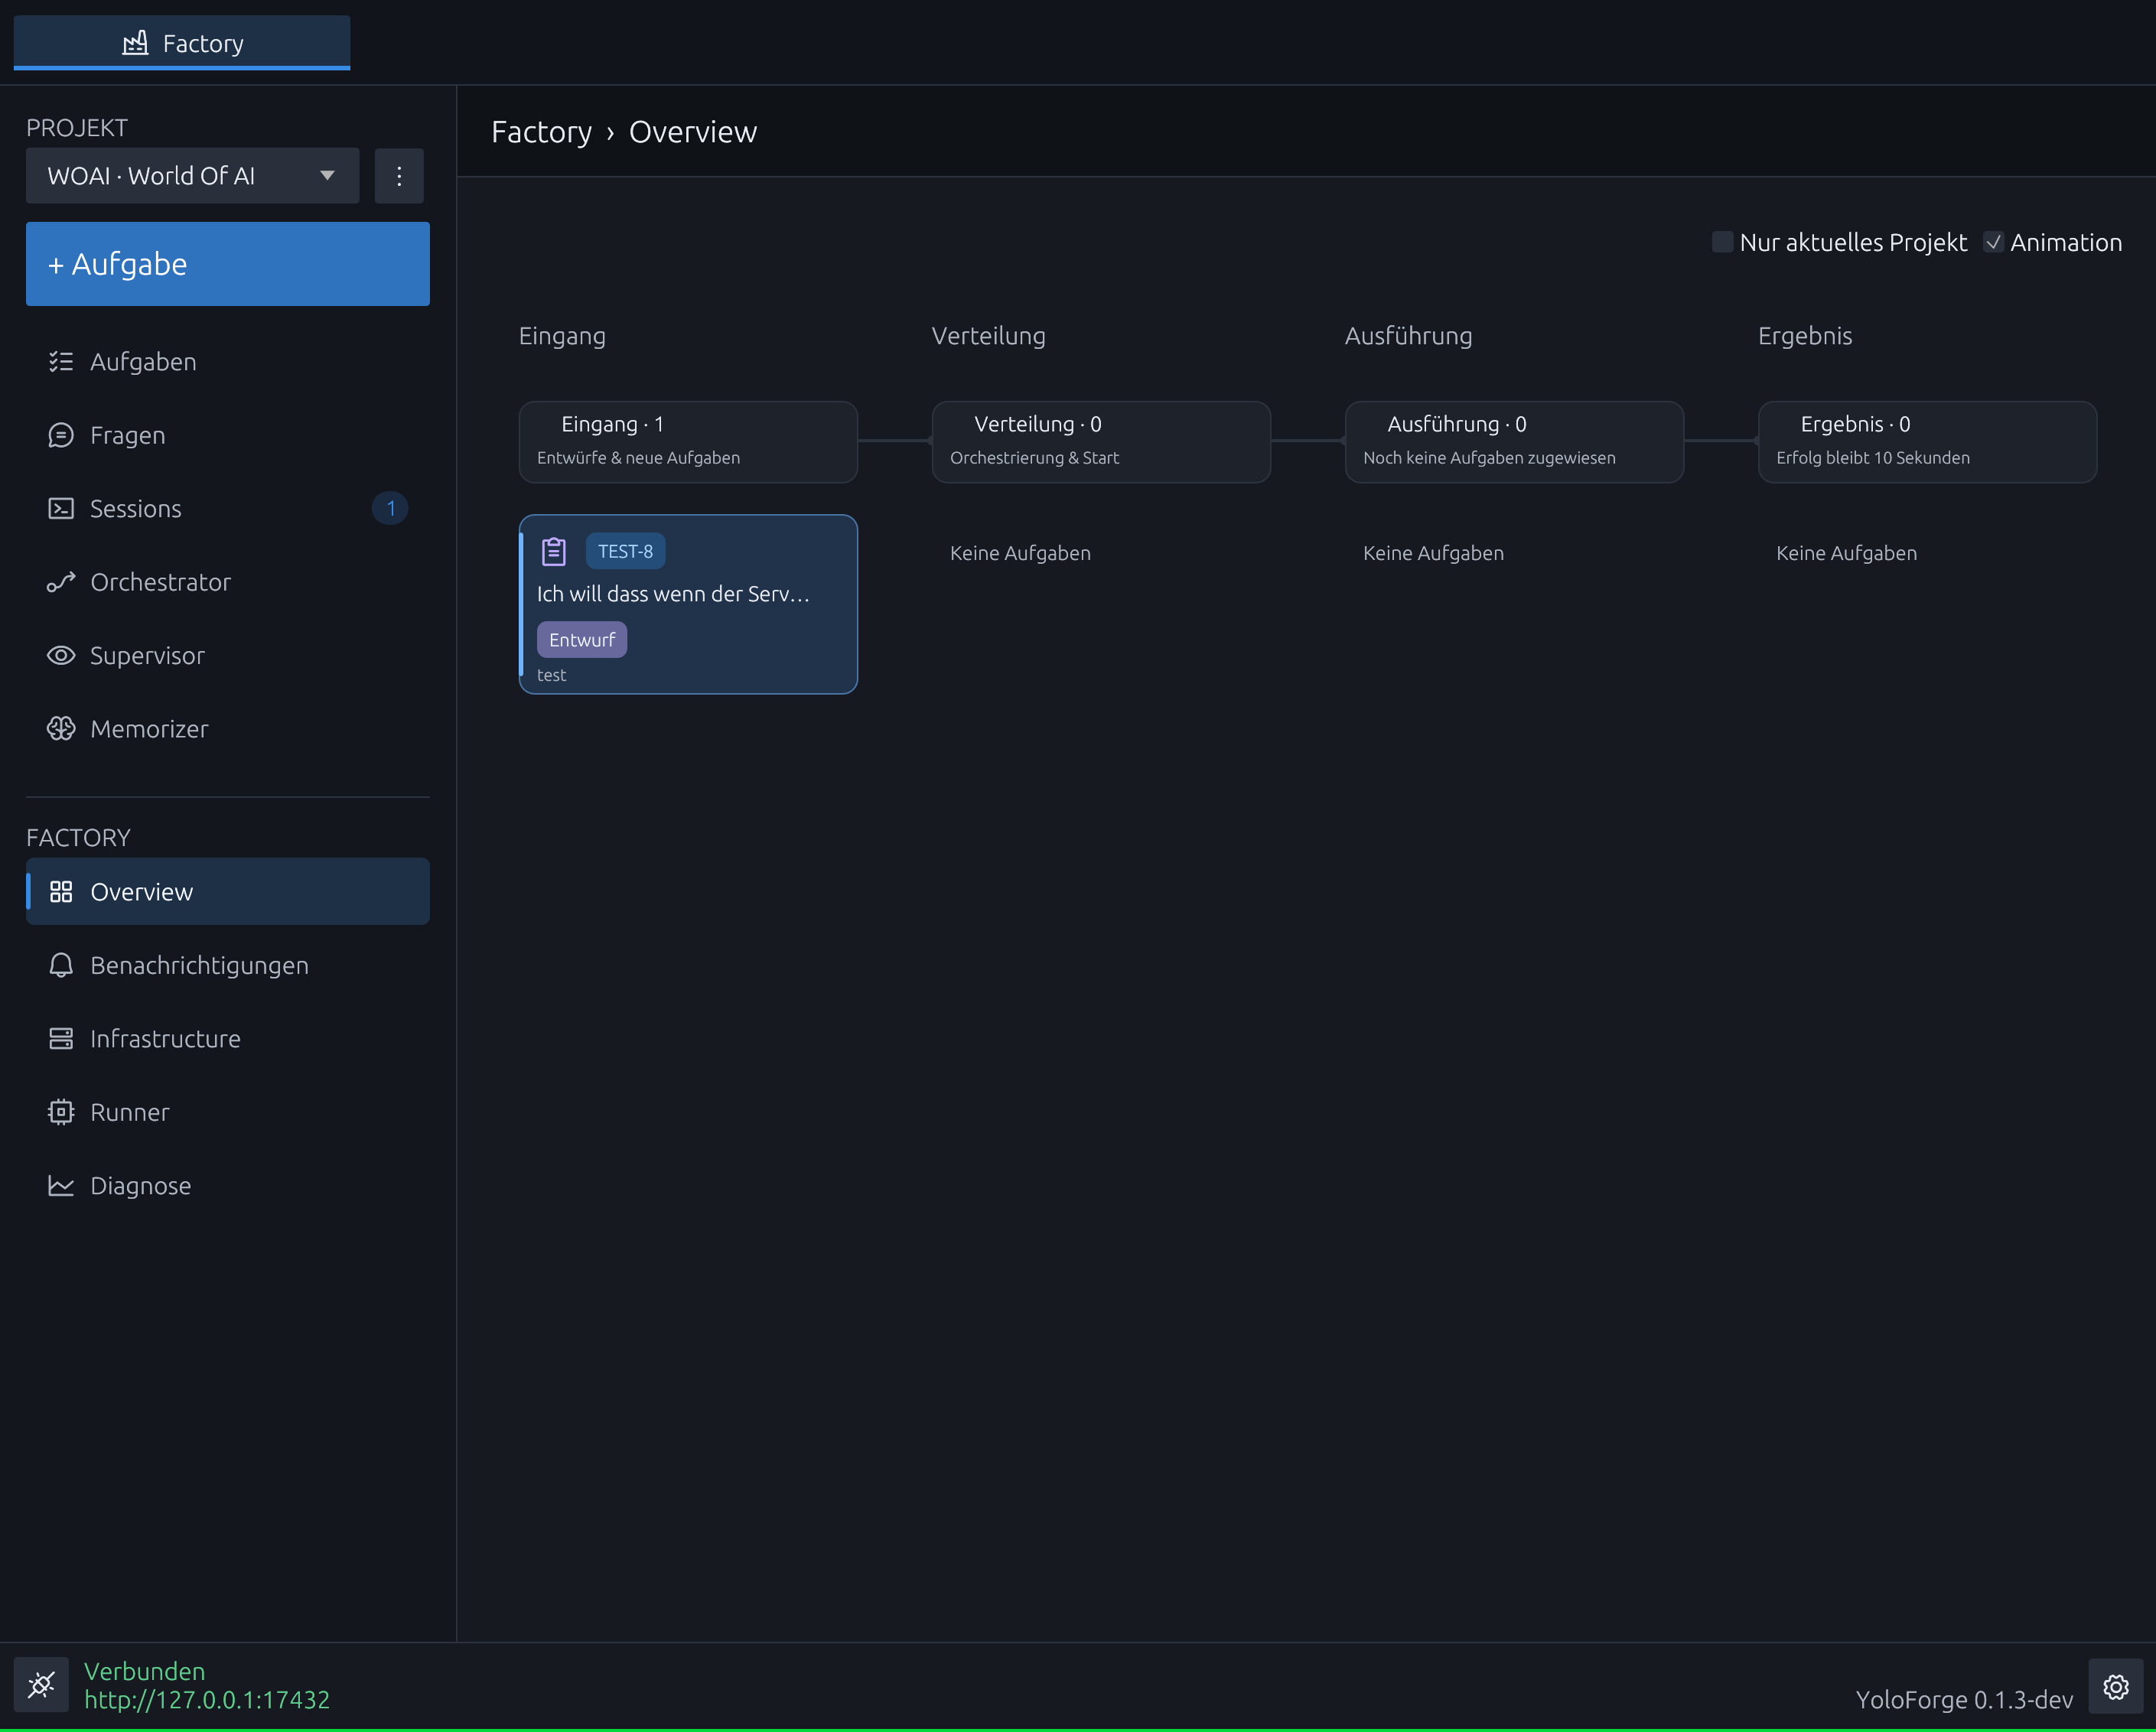 Factory
PROJEKT
WOAI · World Of AI
+ Aufgabe
Aufgaben
Fragen
Sessions 1
Orchestrator
Supervisor
Memorizer
FACTORY
Overview
Benachrichtigungen
Infrastructure
Runner
Diagnose
Factory › Overview
Nur aktuelles Projekt Animation
Eingang Verteilung Ausführung Ergebnis
Eingang · 1
Entwürfe & neue Aufgaben
Verteilung · 0
Orchestrierung & Start
Ausführung · 0
Noch keine Aufgaben zugewiesen
Ergebnis · 0
Erfolg bleibt 10 Sekunden
TEST-8
Ich will dass wenn der Serv…
Entwurf
test
Keine Aufgaben
Keine Aufgaben
Keine Aufgaben
Verbunden
http://127.0.0.1:17432
YoloForge 0.1.3-dev